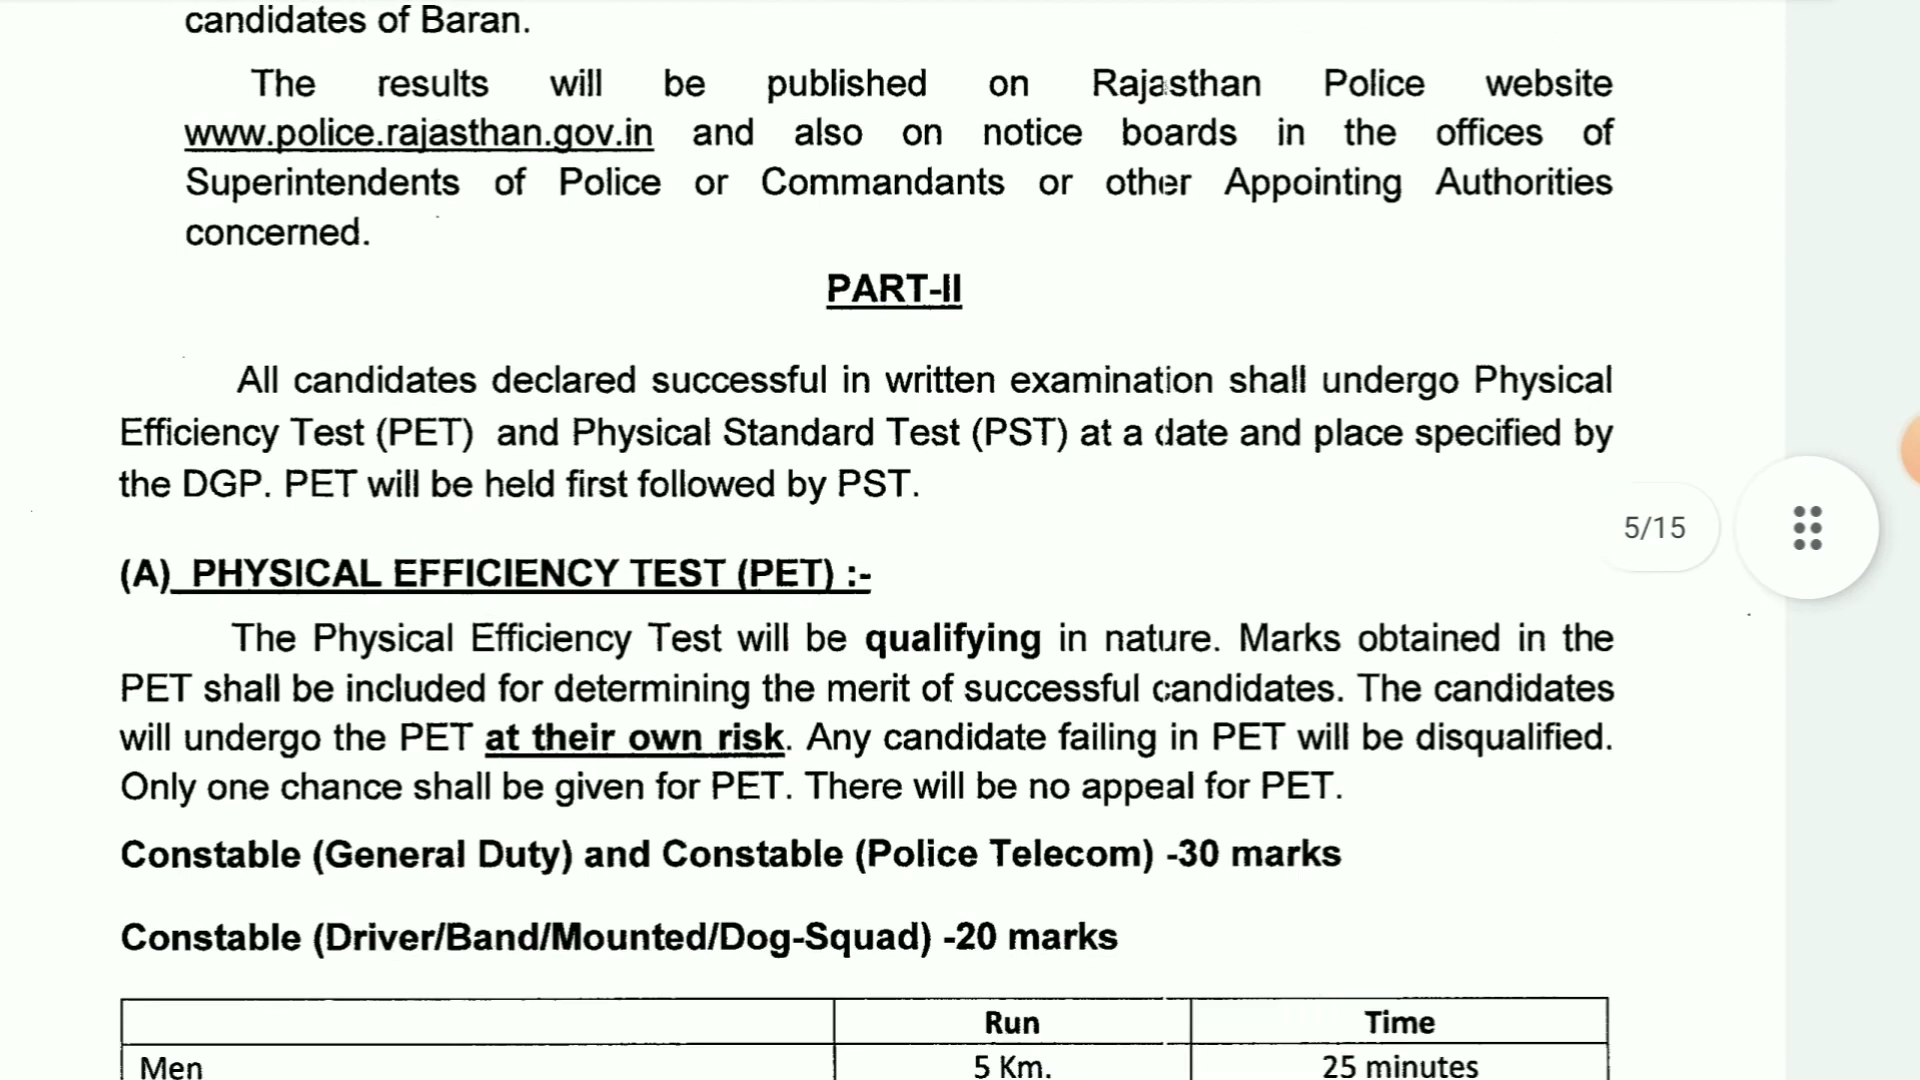 candidates of Baran.
The results will be published on Rajasthan Police website
www.police.rajasthan.gov.in and also on notice boards in the offices of
Superintendents of Police or Commandants or other Appointing Authorities
concerned.
PART-II
All candidates declared successful in written examination shall undergo Physical
Efficiency Test (PET) and Physical Standard Test (PST) at a date and place specified by
the DGP. PET will be held first followed by PST.
5/15
(A) PHYSICAL EFFICIENCY TEST (PET) :-
The Physical Efficiency Test will be qualifying in nature. Marks obtained in the
PET shall be included for determining the merit of successful candidates. The candidates
will undergo the PET at their own risk. Any candidate failing in PET will be disqualified.
Only one chance shall be given for PET. There will be no appeal for PET.
Constable (General Duty) and Constable (Police Telecom) -30 marks
Constable (Driver/Band/Mounted/Dog-Squad) -20 marks
Run Time
Men 5 Km. 25 minutes